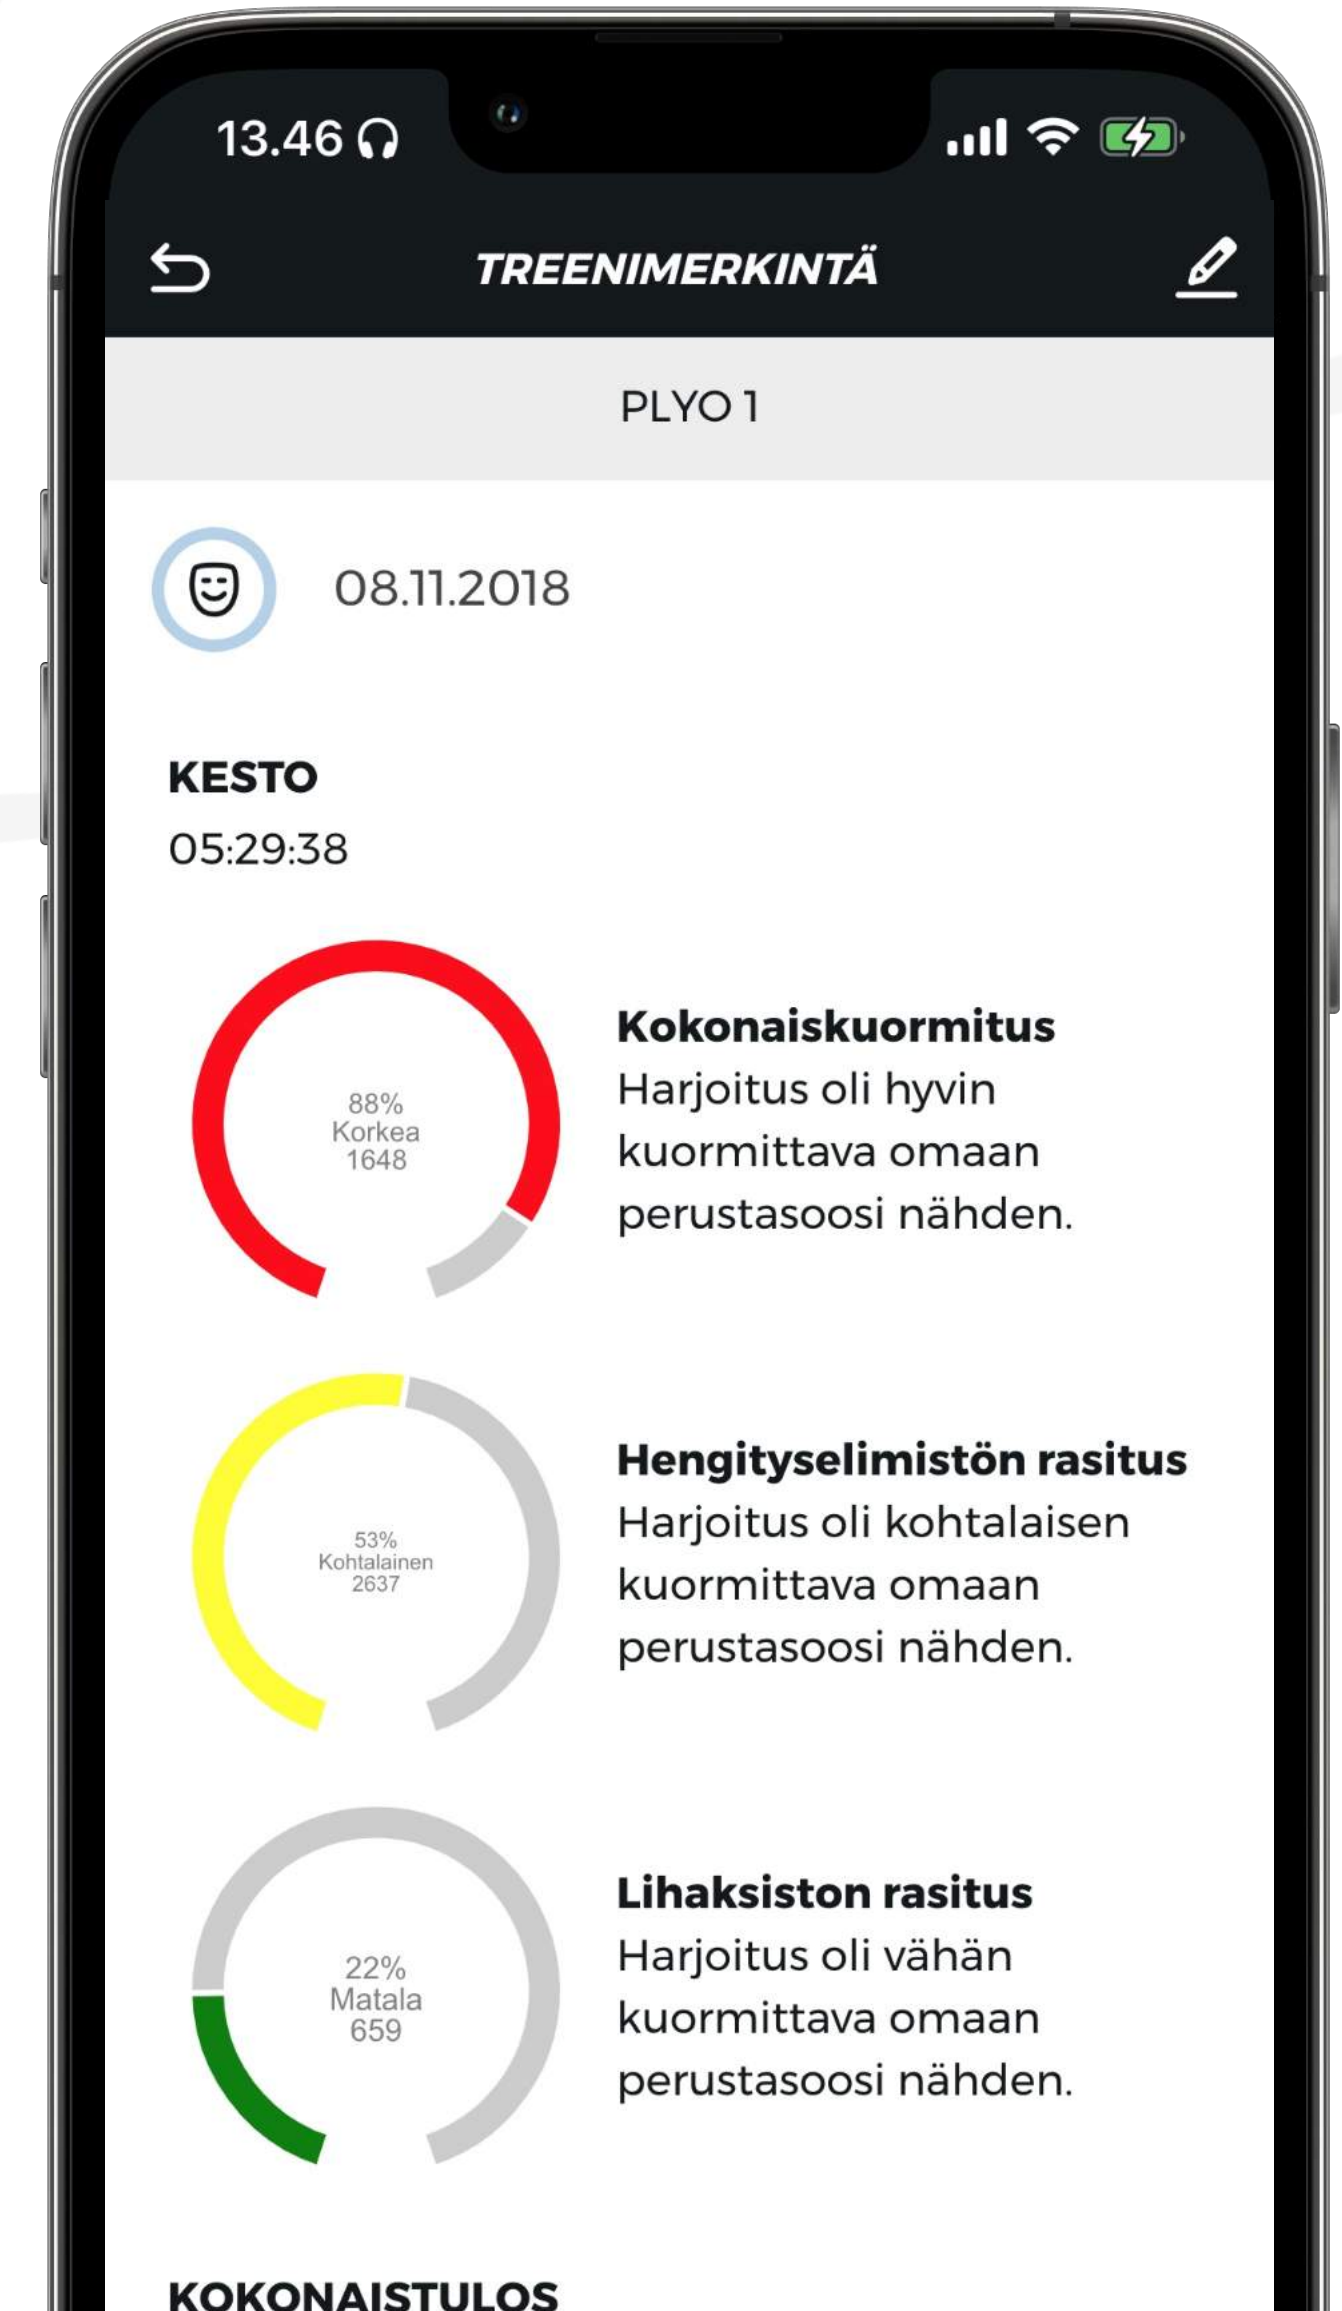 13.46
TREENIMERKINTÄ
PLYO 1
08.11.2018
KESTO
05:29:38
88%
Korkea
1648
Kokonaiskuormitus
Harjoitus oli hyvin
kuormittava omaan
perustasoosi nähden.
53%
Kohtalainen
2637
Hengityselimistön rasitus
Harjoitus oli kohtalaisen
kuormittava omaan
perustasoosi nähden.
22%
Matala
659
Lihaksiston rasitus
Harjoitus oli vähän
kuormittava omaan
perustasoosi nähden.
KOKONAISTULOS